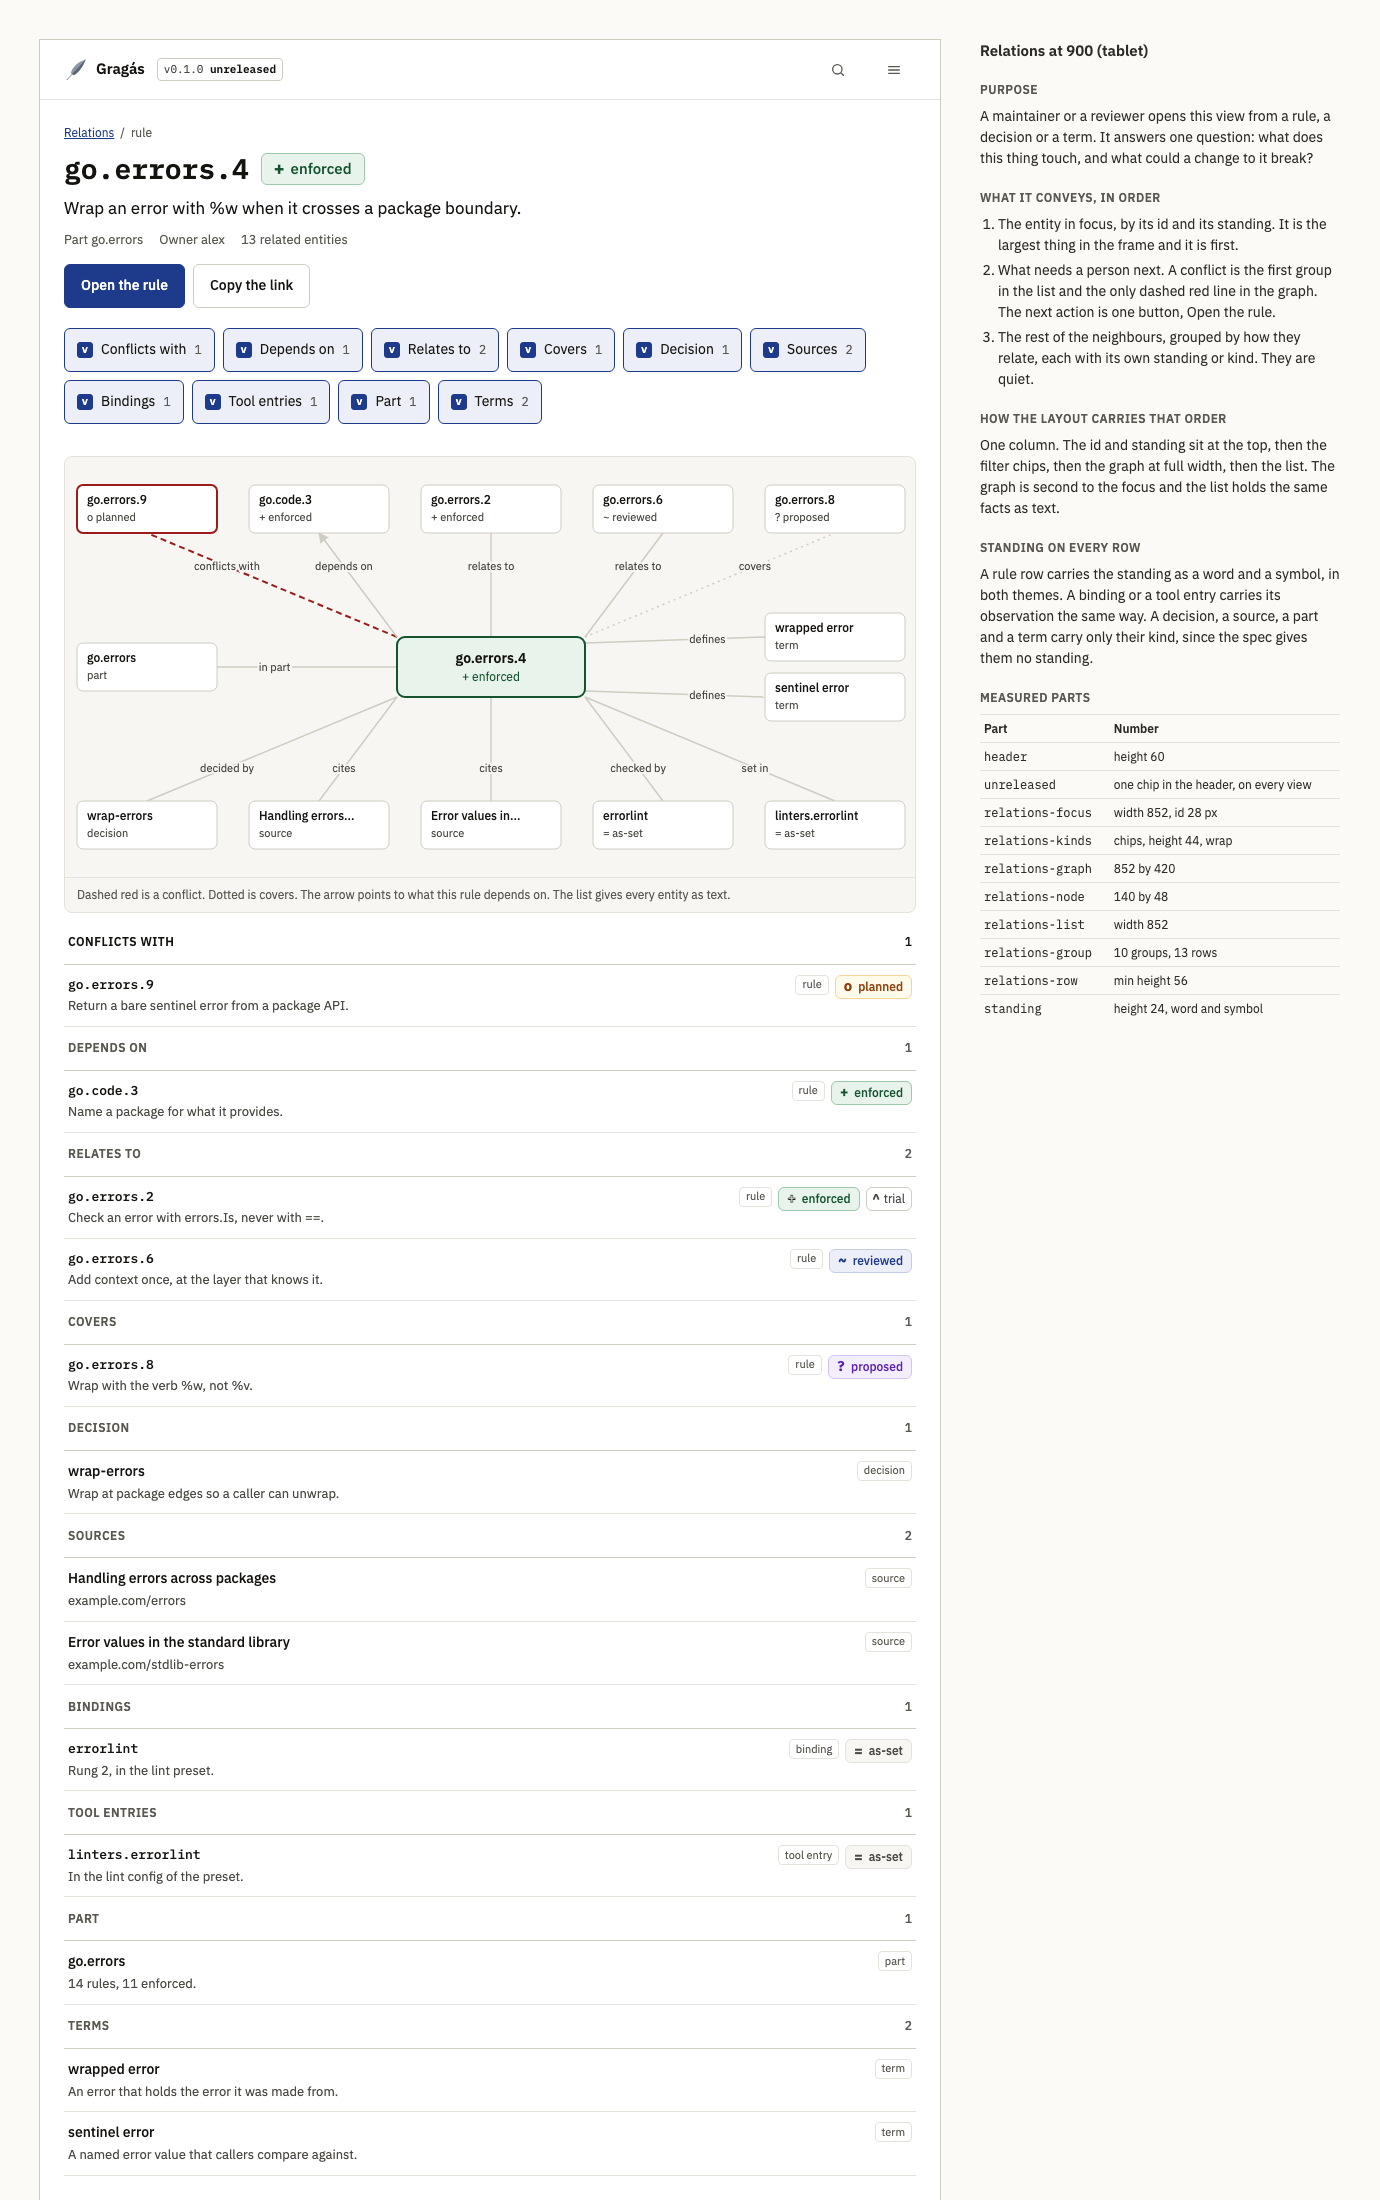 Gragás v0.1.0 unreleased
Relations / rule
go.errors.4 + enforced
Wrap an error with %w when it crosses a package boundary.
Part go.errors Owner alex 13 related entities
Open the rule Copy the link
v Conflicts with 1 v Depends on 1 v Relates to 2 v Covers 1 v Decision 1 v Sources 2
v Bindings 1 v Tool entries 1 v Part 1 v Terms 2
go.errors.9 go.code.3 go.errors.2 go.errors.6 go.errors.8
o planned + enforced + enforced ~ reviewed ? proposed
conflicts with depends on relates to relates to covers
wrapped error
term
defines
go.errors
part
in part
go.errors.4
+ enforced
sentinel error
term
defines
decided by cites cites checked by set in
wrap-errors Handling errors... Error values in... errorlint linters.errorlint
decision source source = as-set = as-set
Dashed red is a conflict. Dotted is covers. The arrow points to what this rule depends on. The list gives every entity as text.
CONFLICTS WITH 1
go.errors.9 rule o planned
Return a bare sentinel error from a package API.
DEPENDS ON 1
go.code.3 rule + enforced
Name a package for what it provides.
RELATES TO 2
go.errors.2 rule + enforced ^ trial
Check an error with errors.Is, never with ==.
go.errors.6 rule ~ reviewed
Add context once, at the layer that knows it.
COVERS 1
go.errors.8 rule ? proposed
Wrap with the verb %w, not %v.
DECISION 1
wrap-errors decision
Wrap at package edges so a caller can unwrap.
SOURCES 2
Handling errors across packages source
example.com/errors
Error values in the standard library source
example.com/stdlib-errors
BINDINGS 1
errorlint binding = as-set
Rung 2, in the lint preset.
TOOL ENTRIES 1
linters.errorlint tool entry = as-set
In the lint config of the preset.
PART 1
go.errors part
14 rules, 11 enforced.
TERMS 2
wrapped error term
An error that holds the error it was made from.
sentinel error term
A named error value that callers compare against.
Relations at 900 (tablet)
PURPOSE
A maintainer or a reviewer opens this view from a rule, a
decision or a term. It answers one question: what does
this thing touch, and what could a change to it break?
WHAT IT CONVEYS, IN ORDER
1. The entity in focus, by its id and its standing. It is the
largest thing in the frame and it is first.
2. What needs a person next. A conflict is the first group
in the list and the only dashed red line in the graph.
The next action is one button, Open the rule.
3. The rest of the neighbours, grouped by how they
relate, each with its own standing or kind. They are
quiet.
HOW THE LAYOUT CARRIES THAT ORDER
One column. The id and standing sit at the top, then the
filter chips, then the graph at full width, then the list. The
graph is second to the focus and the list holds the same
facts as text.
STANDING ON EVERY ROW
A rule row carries the standing as a word and a symbol, in
both themes. A binding or a tool entry carries its
observation the same way. A decision, a source, a part
and a term carry only their kind, since the spec gives
them no standing.
MEASURED PARTS
Part Number
header height 60
unreleased one chip in the header, on every view
relations-focus width 852, id 28 px
relations-kinds chips, height 44, wrap
relations-graph 852 by 420
relations-node 140 by 48
relations-list width 852
relations-group 10 groups, 13 rows
relations-row min height 56
standing height 24, word and symbol